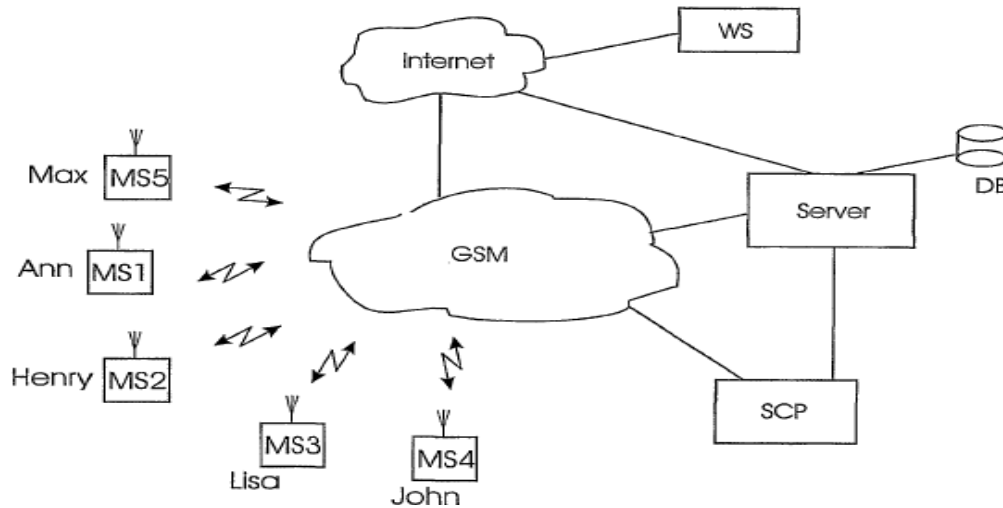 WS
Internet
DB
Max MS5
Server
Ann MS1
GSM
Henry MS2
SCP
MS3
MS4
Lisa
John